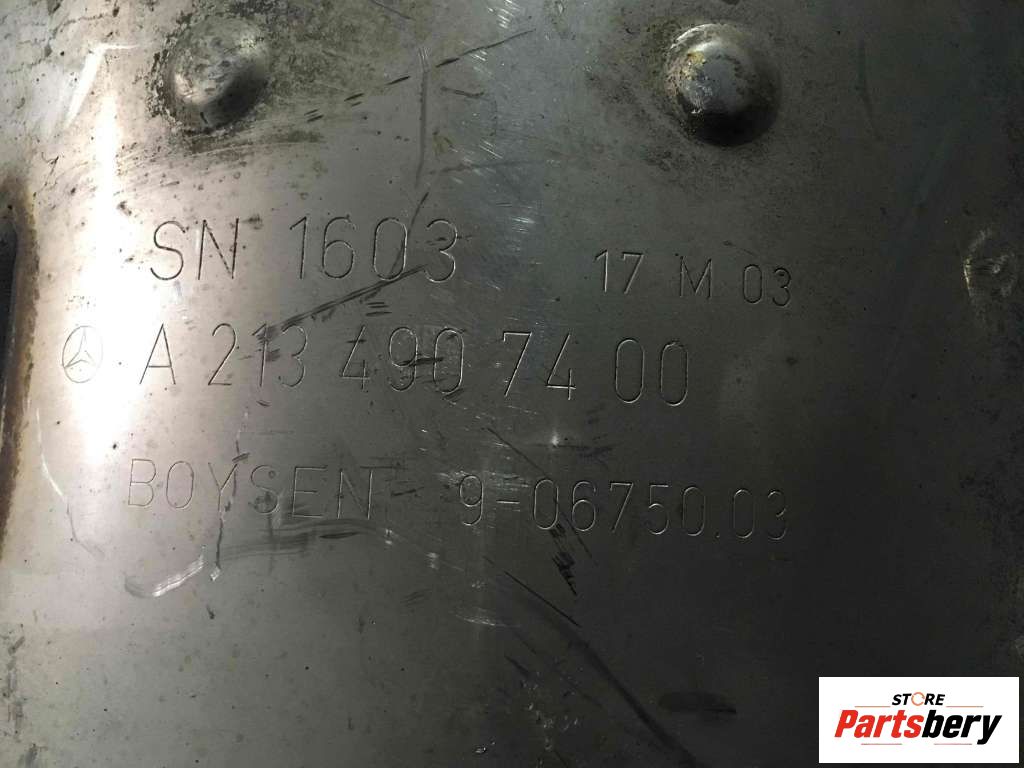 SN 1603 17 M 03
A 213 490 74 00
BOYSEN 9-06750.03
STORE
Partsbery